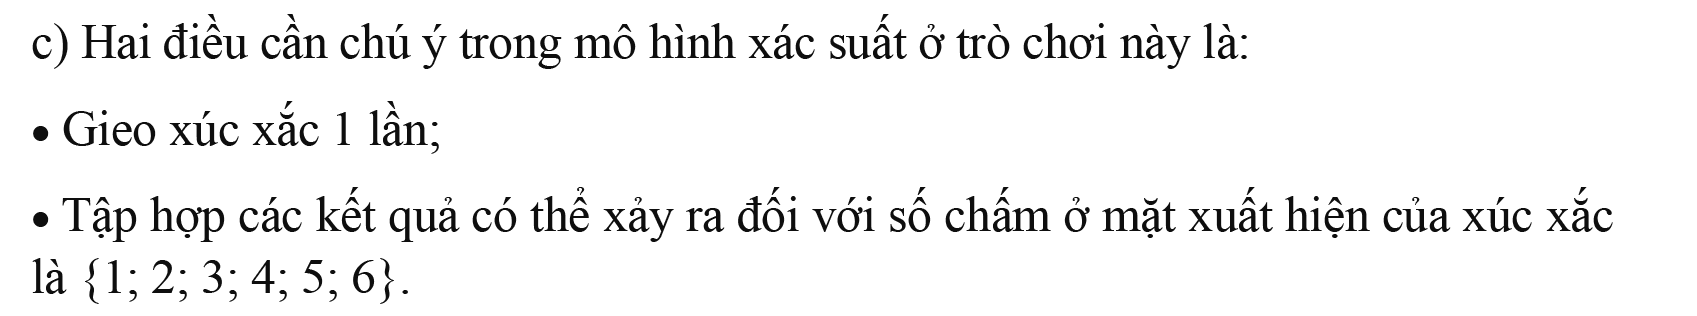 c) Hai điều cần chú ý trong mô hình xác suất ở trò chơi này là:
• Gieo xúc xắc 1 lần;
• Tập hợp các kết quả có thể xảy ra đối với số chấm ở mặt xuất hiện của xúc xắc
là {1; 2; 3; 4; 5; 6}.